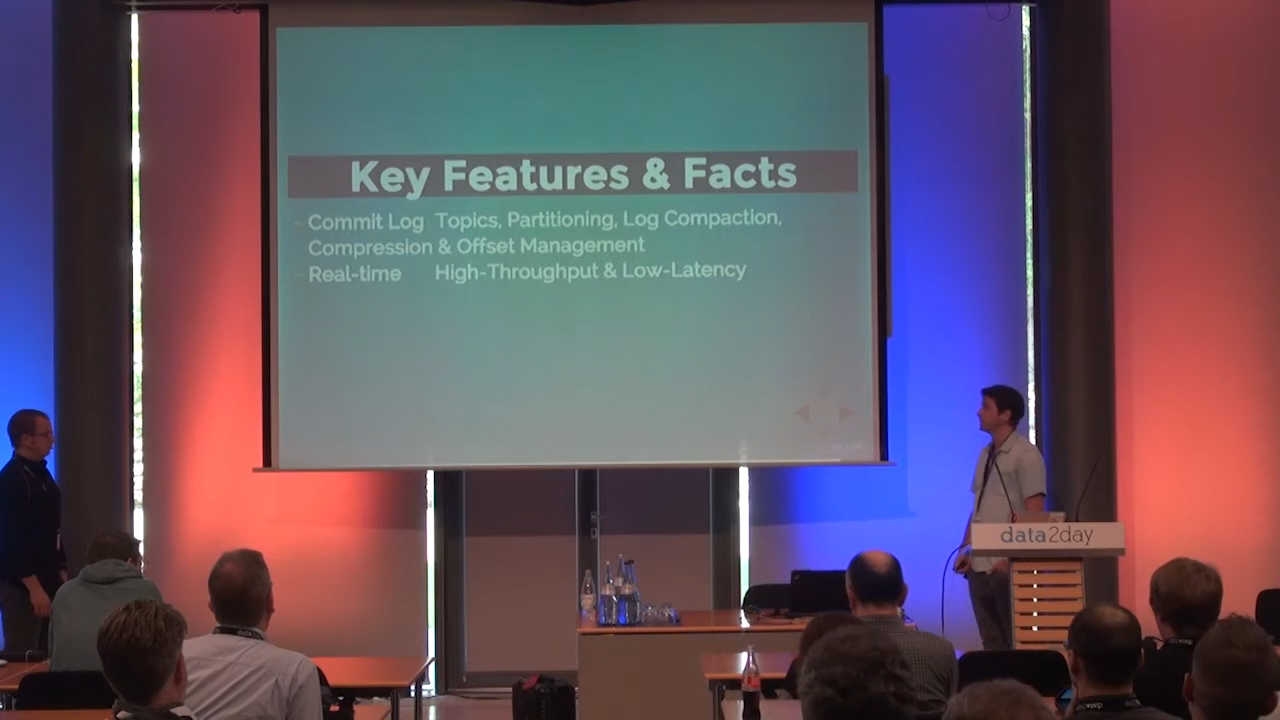 Key Features & Facts
- Commit Log Topics, Partitioning, Log Compaction,
Compression & Offset Management
- Real-time High-Throughput & Low-Latency
data2day